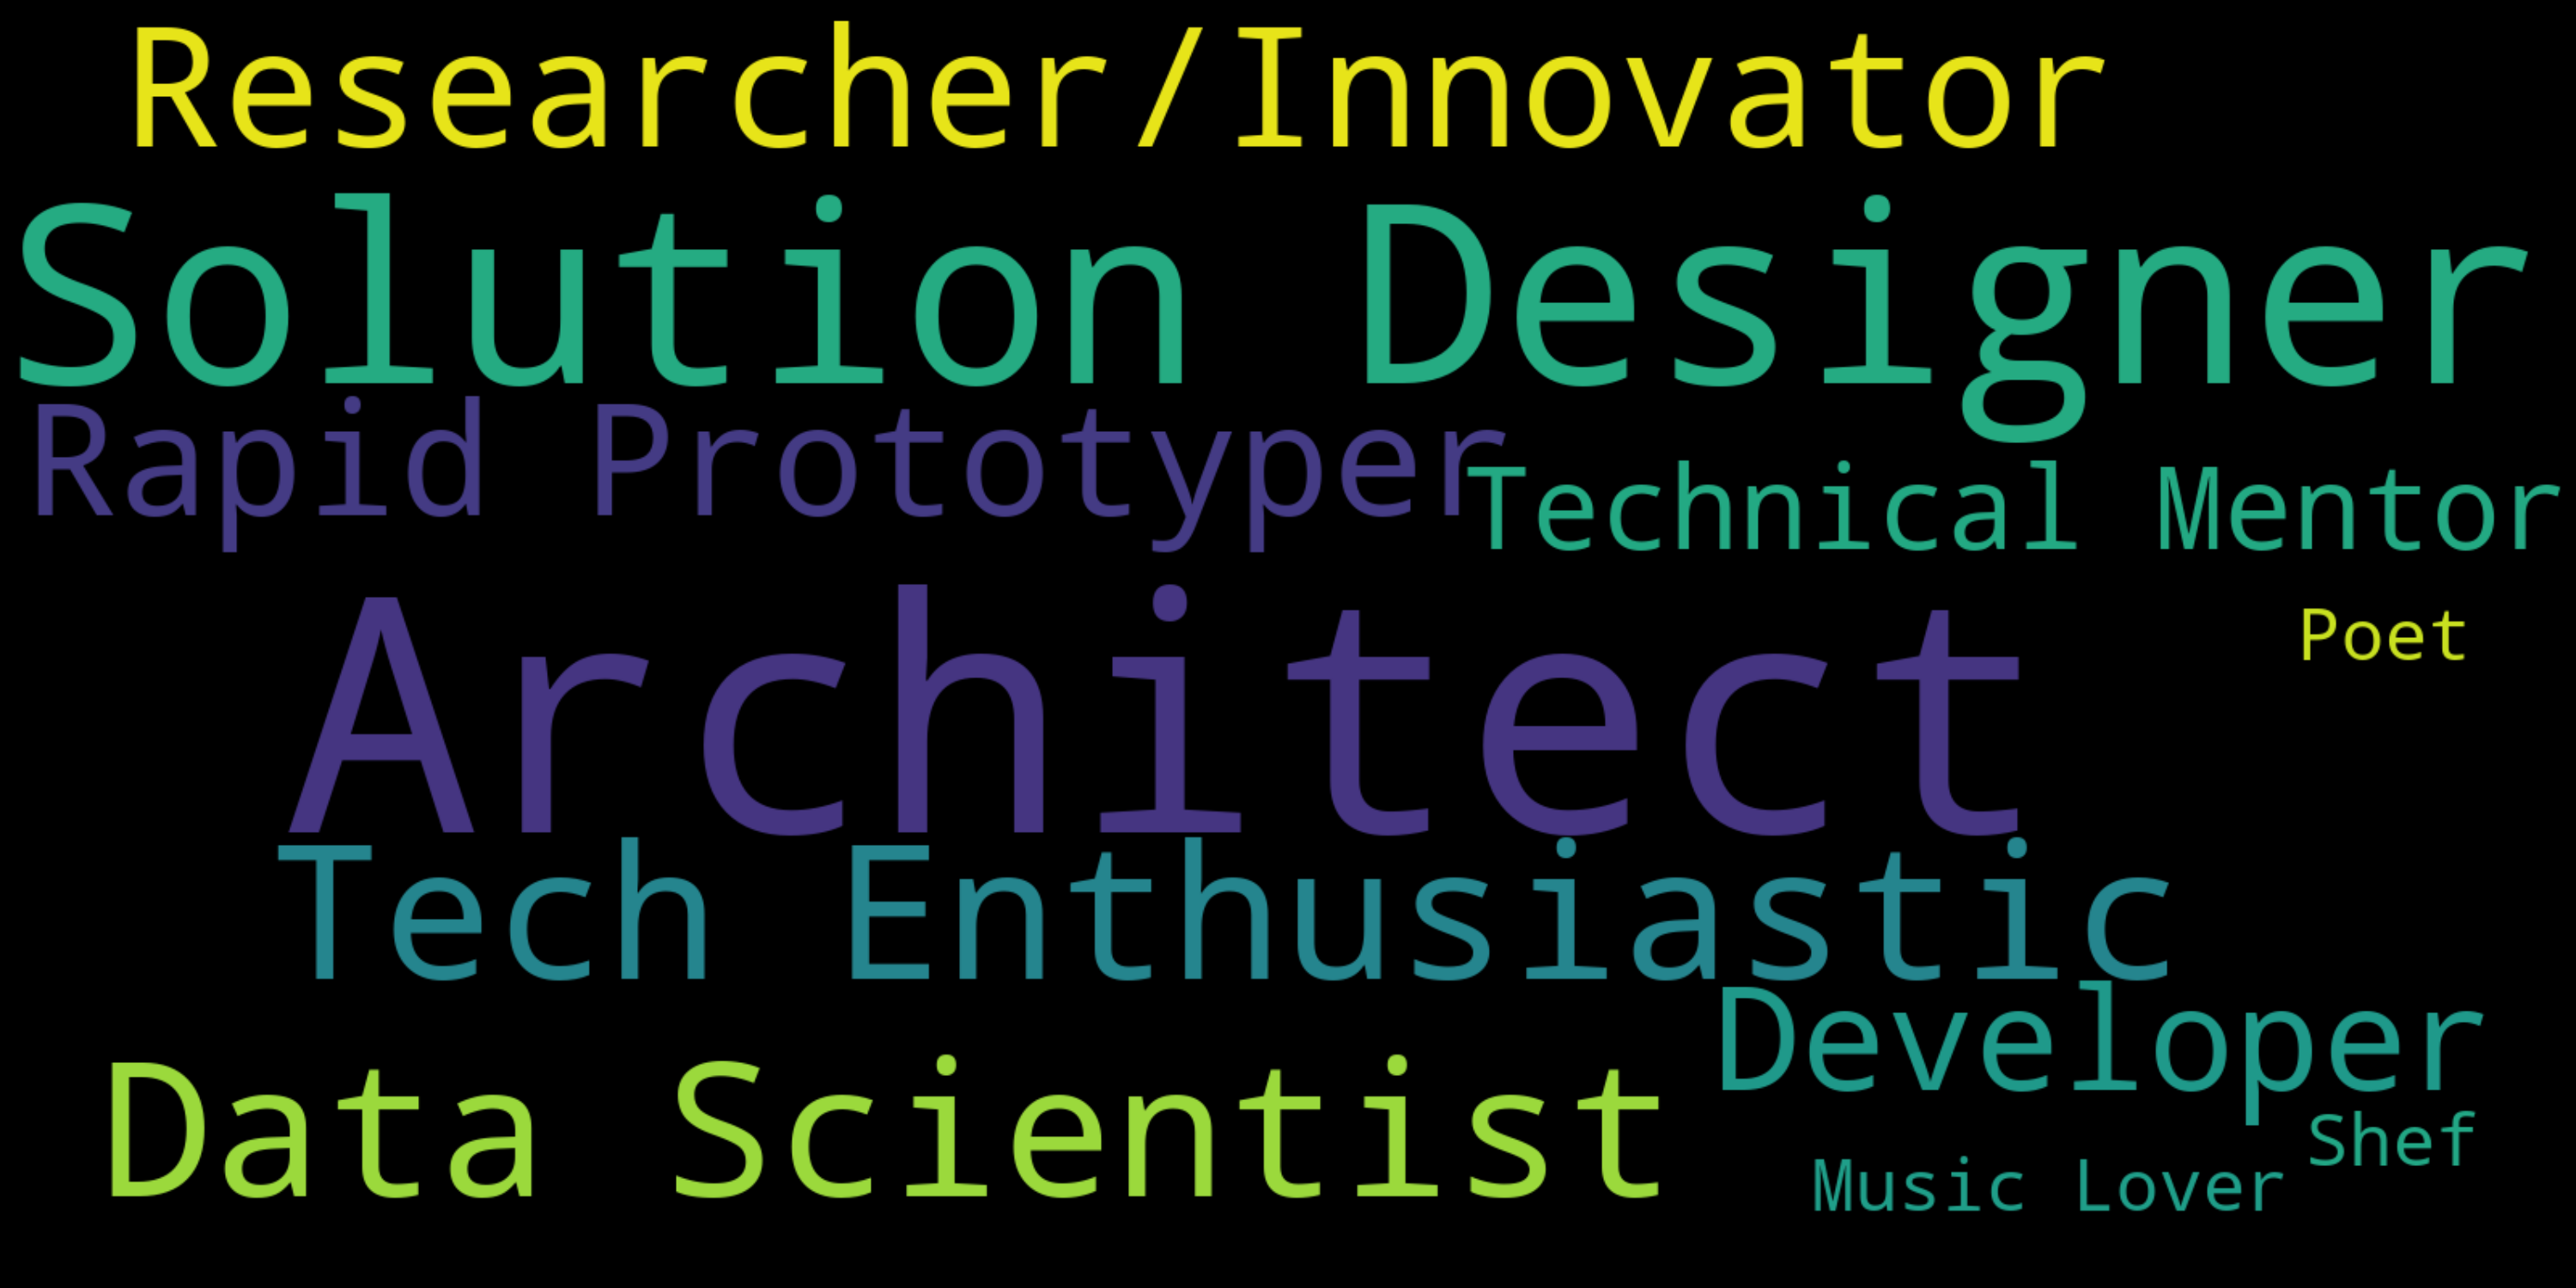 Researcher/Innovator
Solution Designer
Rapid Prototyper
Technical Mentor
Poet
Architect
Tech Enthusiastic
Developer
Data Scientist
Shef
Music Lover